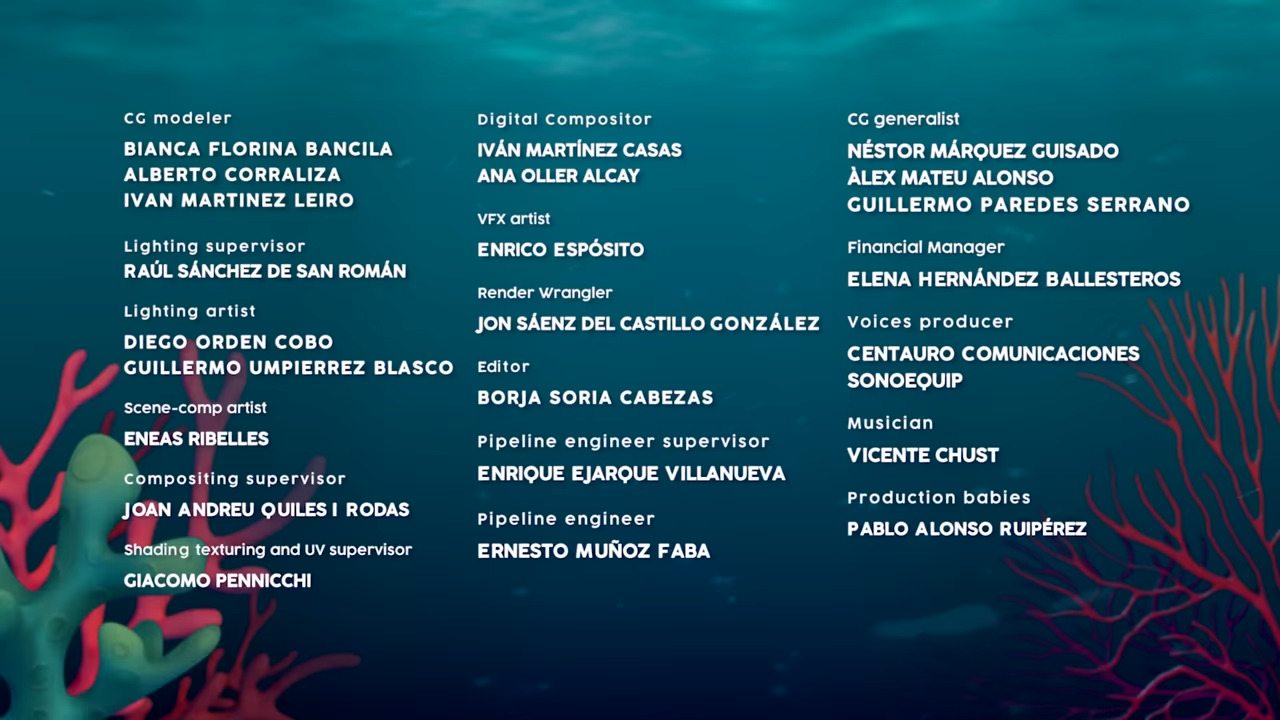 CG modeler
BIANCA FLORINA BANCILA
ALBERTO CORRALIZA
IVAN MARTINEZ LEIRO
Lighting supervisor
RAÚL SÁNCHEZ DE SAN ROMÁN
Lighting artist
DIEGO ORDEN COBO
GUILLERMO UMPIERREZ BLASCO
Scene-comp artist
ENEAS RIBELLES
Compositing supervisor
JOAN ANDREU QUILES I RODAS
Shading texturing and UV supervisor
GIACOMO PENNICCHI
Digital Compositor
IVÁN MARTÍNEZ CASAS
ANA OLLER ALCAY
VFX artist
ENRICO ESPÓSITO
Render Wrangler
JON SÁENZ DEL CASTILLO GONZÁLEZ
Editor
BORJA SORIA CABEZAS
Pipeline engineer supervisor
ENRIQUE EJARQUE VILLANUEVA
Pipeline engineer
ERNESTO MUÑOZ FABA
CG generalist
NÉSTOR MÁRQUEZ GUISADO
ÀLEX MATEU ALONSO
GUILLERMO PAREDES SERRANO
Financial Manager
ELENA HERNÁNDEZ BALLESTEROS
Voices producer
CENTAURO COMUNICACIONES
SONOEQUIP
Musician
VICENTE CHUST
Production babies
PABLO ALONSO RUIPÉREZ